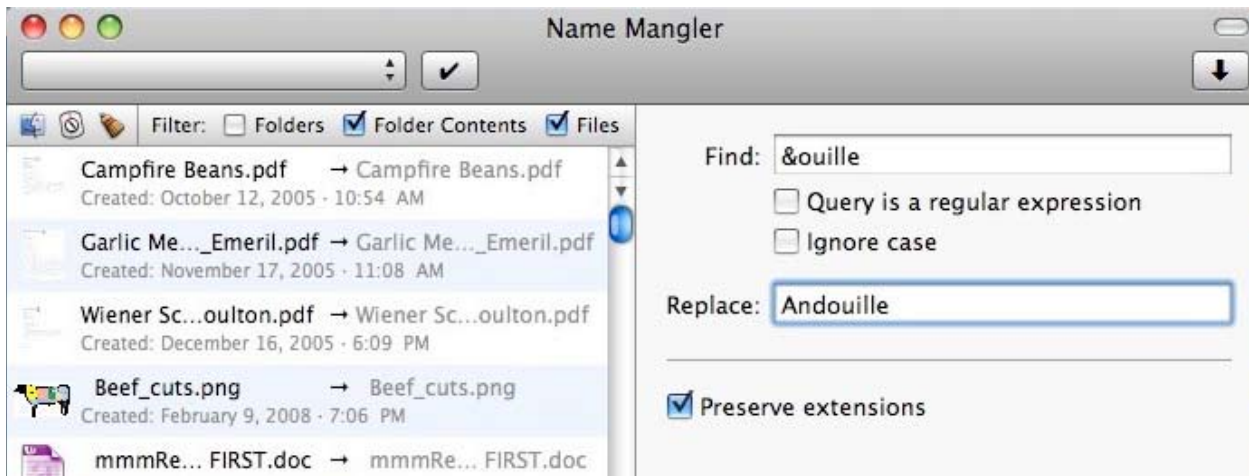 Name Mangler
Filter: Folders Folder Contents Files
Campfire Beans.pdf → Campfire Beans.pdf
Created: October 12, 2005 · 10:54 AM
Garlic Me..._Emeril.pdf → Garlic Me..._Emeril.pdf
Created: November 17, 2005 · 11:08 AM
Wiener Sc...oulton.pdf → Wiener Sc...oulton.pdf
Created: December 16, 2005 · 6:09 PM
Beef_cuts.png → Beef_cuts.png
Created: February 9, 2008 · 7:06 PM
mmmRe... FIRST.doc → mmmRe... FIRST.doc
Find: &ouille
Query is a regular expression
Ignore case
Replace: Andouille
Preserve extensions